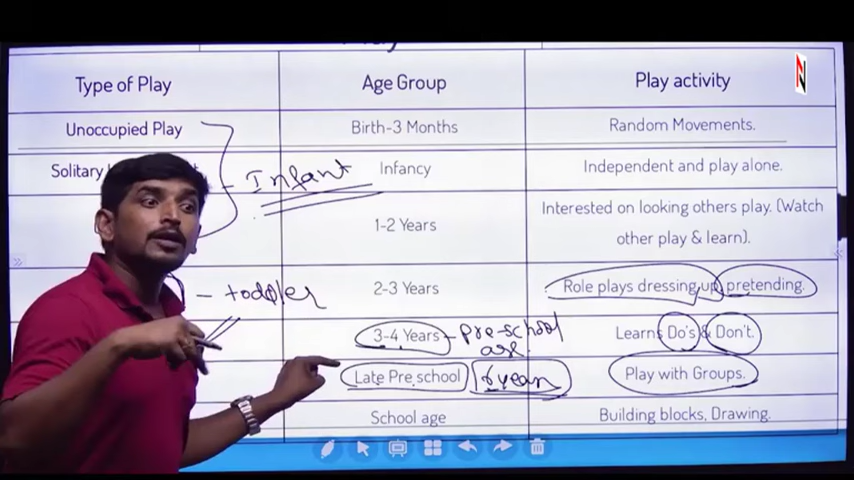 Play
Type of Play Age Group Play activity
Unoccupied Play Birth-3 Months Random Movements.
Solitary Infant Infancy Independent and play alone.
1-2 Years Interested on looking others play. (Watch
other play & learn).
toddler 2-3 Years Role plays dressing up, pretending.
3-4 Years Pre-school Learns Do's & Don't.
age
Late Pre school 6 years Play with Groups.
School age Building blocks, Drawing.